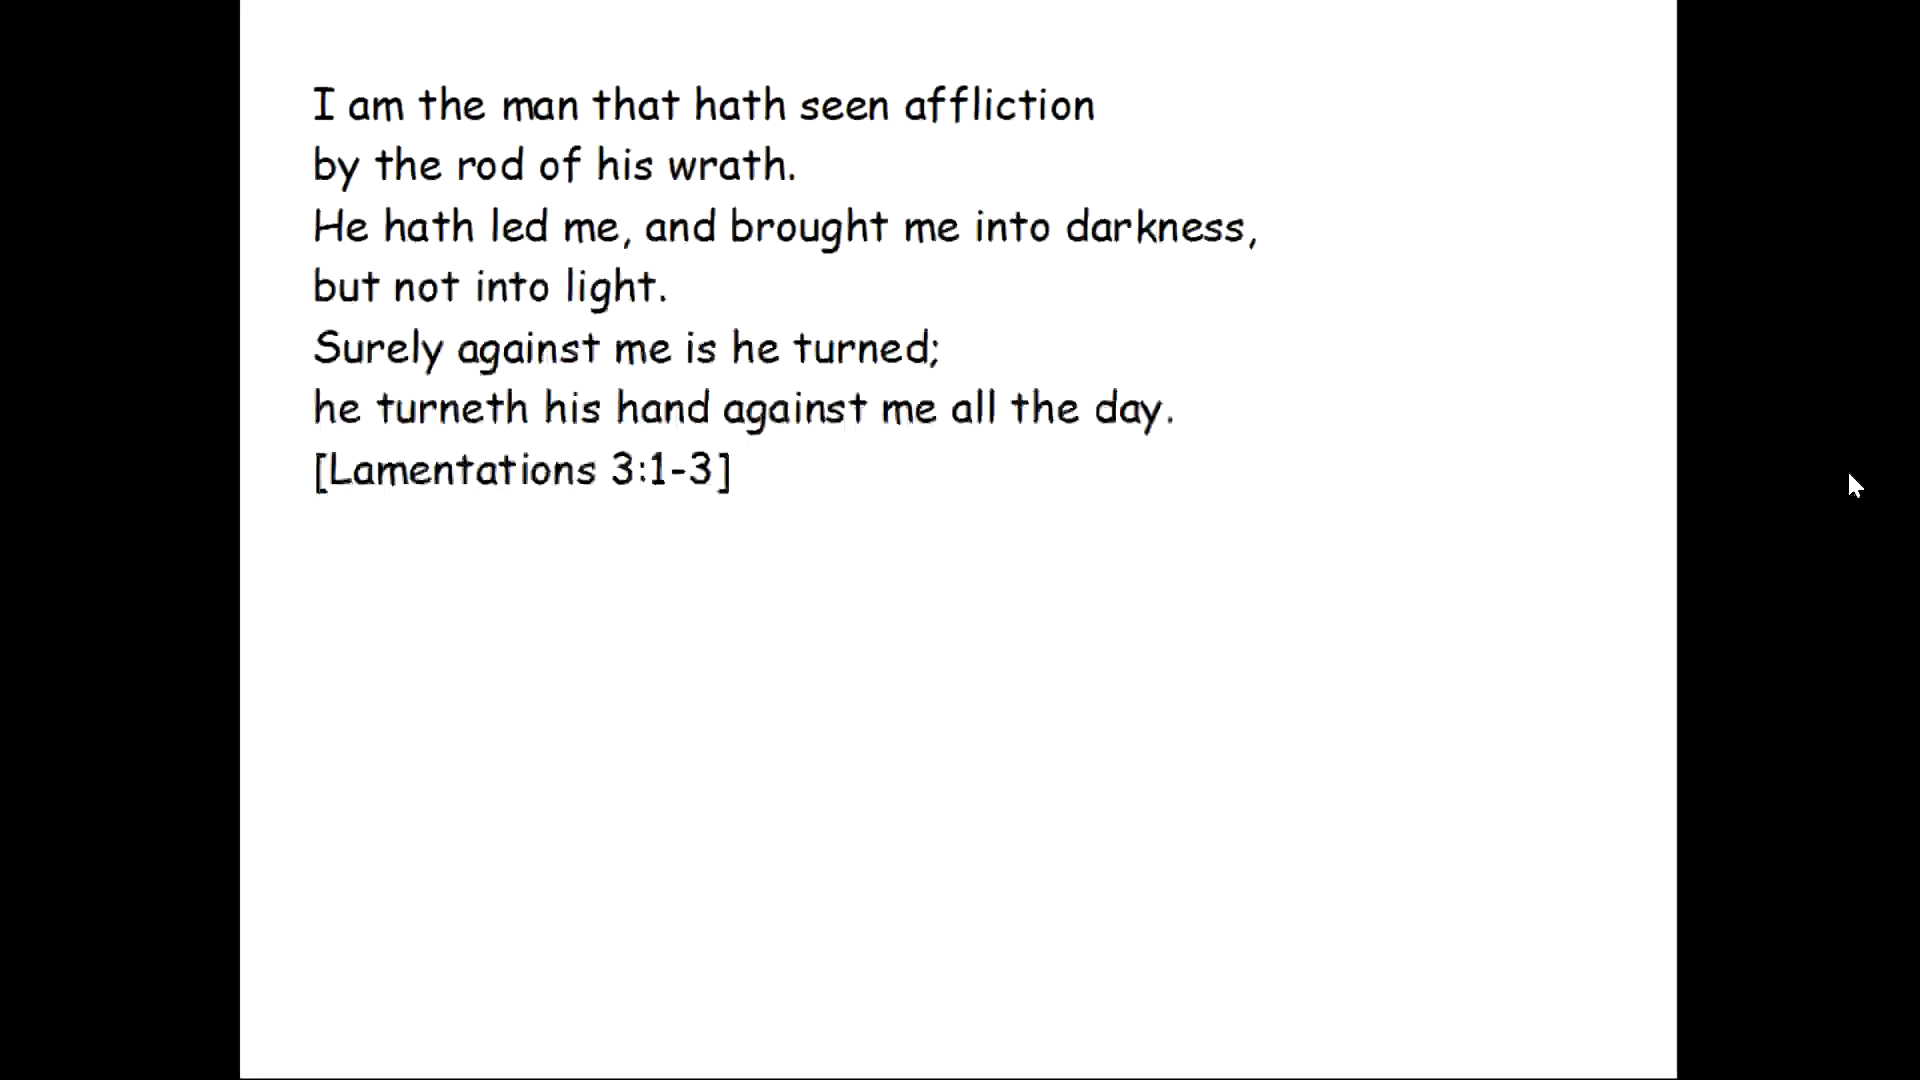 I am the man that hath seen affliction
by the rod of his wrath.
He hath led me, and brought me into darkness,
but not into light.
Surely against me is he turned;
he turneth his hand against me all the day.
[Lamentations 3:1-3]